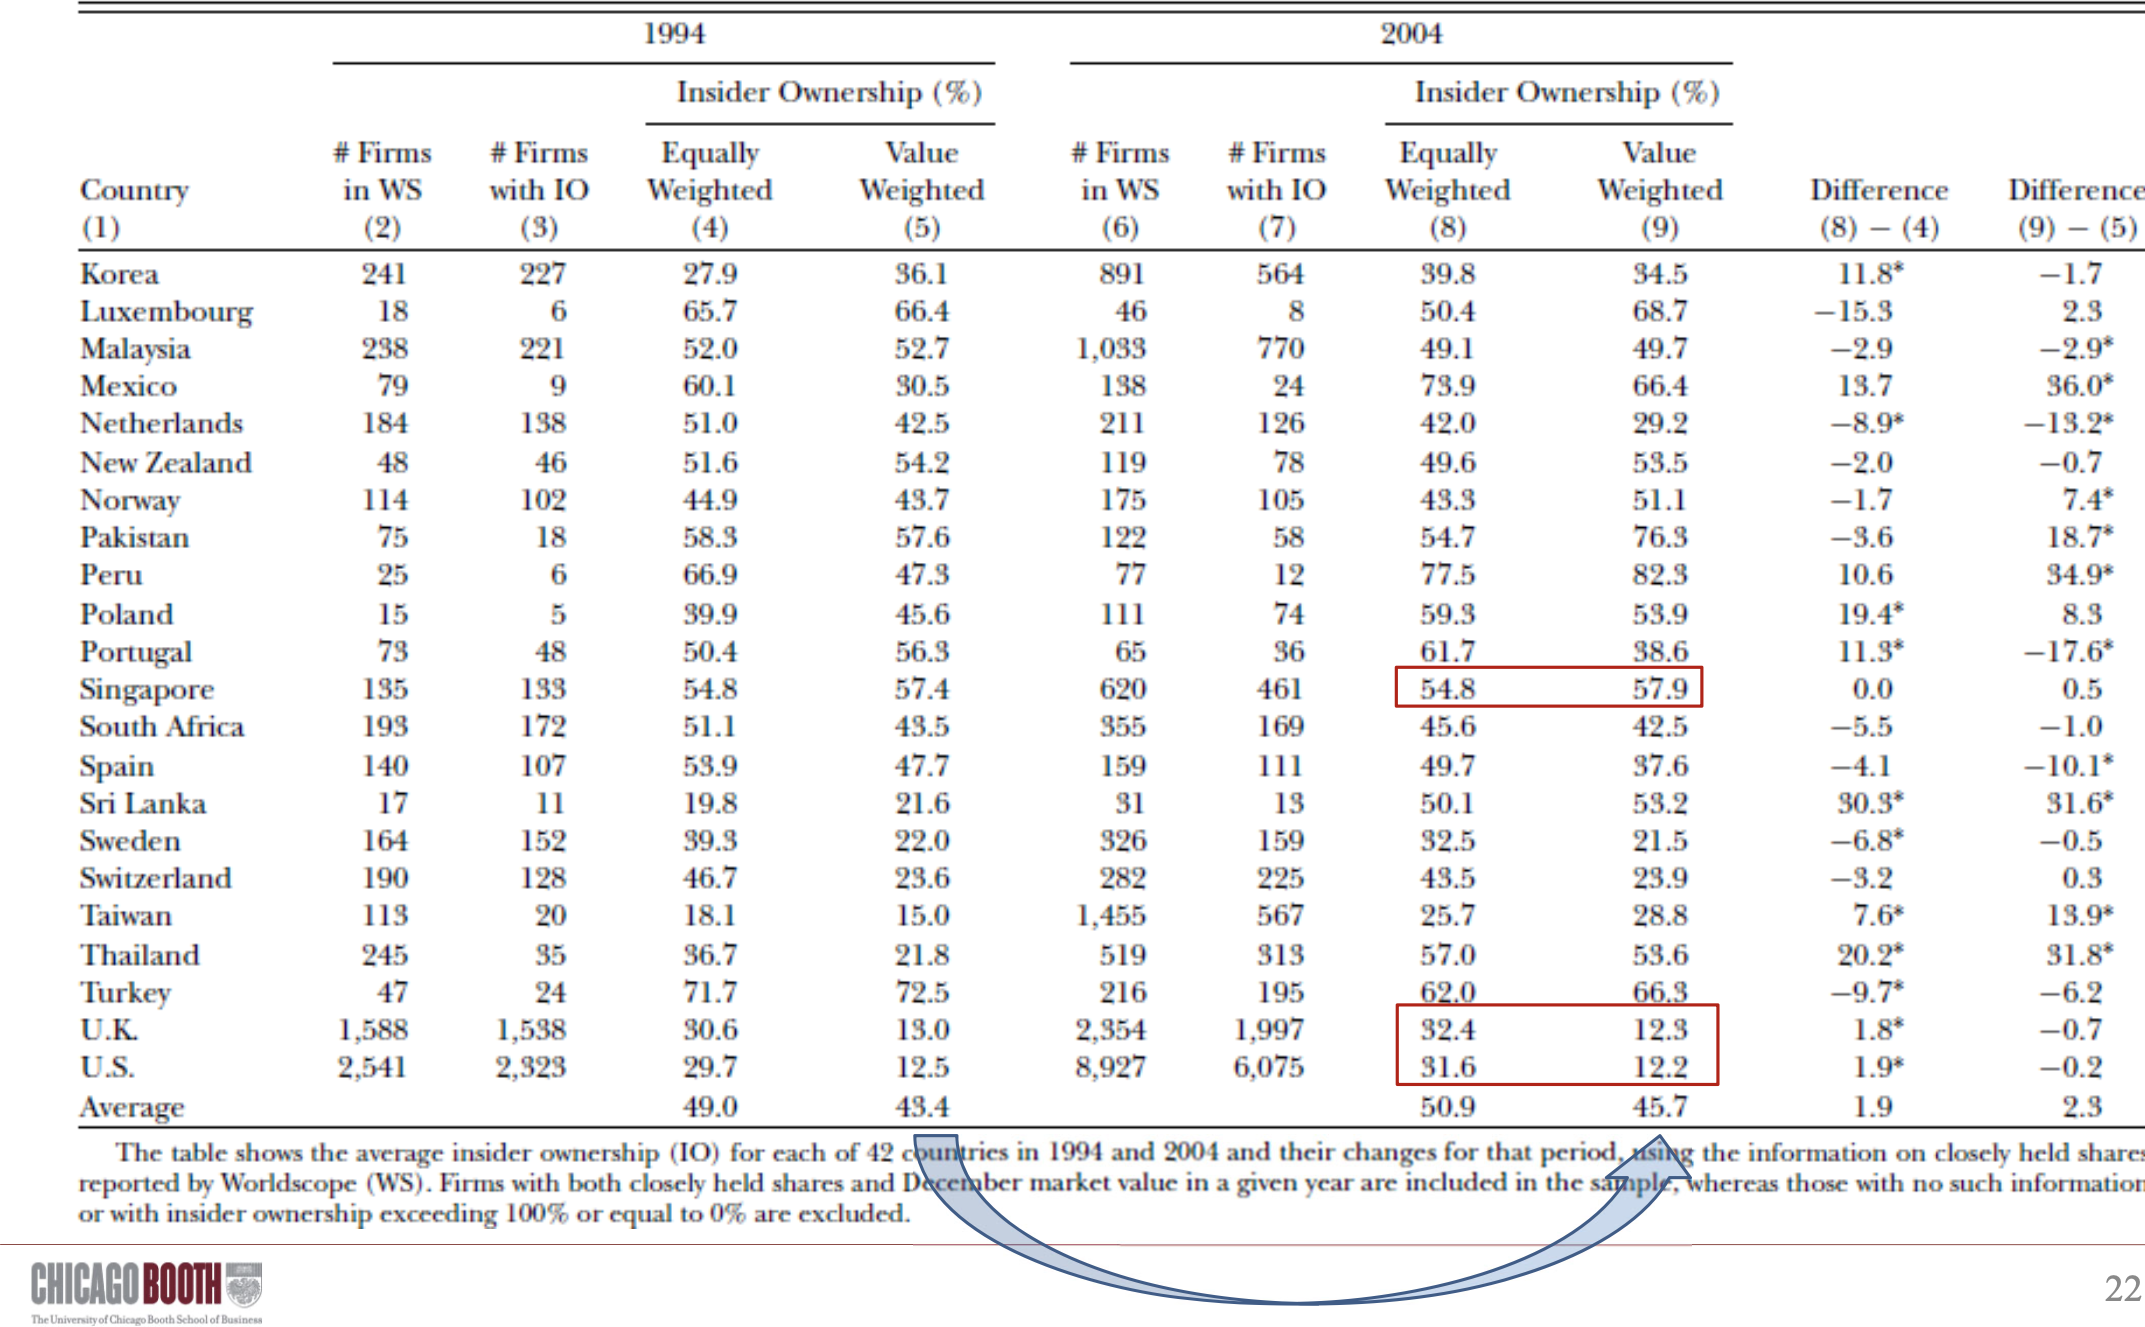 1994 2004
Insider Ownership (%) Insider Ownership (%)
# Firms # Firms Equally Value # Firms # Firms Equally Value
Country in WS with IO Weighted Weighted in WS with IO Weighted Weighted Difference Difference
(1) (2) (3) (4) (5) (6) (7) (8) (9) (8) − (4) (9) − (5)
Korea 241 227 27.9 36.1 891 564 39.8 34.5 11.8* −1.7
Luxembourg 18 6 65.7 66.4 46 8 50.4 68.7 −15.3 2.3
Malaysia 238 221 52.0 52.7 1,033 770 49.1 49.7 −2.9 −2.9*
Mexico 79 9 60.1 30.5 138 24 73.9 66.4 13.7 36.0*
Netherlands 184 138 51.0 42.5 211 126 42.0 29.2 −8.9* −13.2*
New Zealand 48 46 51.6 54.2 119 78 49.6 53.5 −2.0 −0.7
Norway 114 102 44.9 43.7 175 105 43.3 51.1 −1.7 7.4*
Pakistan 75 18 58.3 57.6 122 58 54.7 76.3 −3.6 18.7*
Peru 25 6 66.9 47.3 77 12 77.5 82.3 10.6 34.9*
Poland 15 5 39.9 45.6 111 74 59.3 53.9 19.4* 8.3
Portugal 73 48 50.4 56.3 65 36 61.7 38.6 11.3* −17.6*
Singapore 135 133 54.8 57.4 620 461 54.8 57.9 0.0 0.5
South Africa 193 172 51.1 43.5 355 169 45.6 42.5 −5.5 −1.0
Spain 140 107 53.9 47.7 159 111 49.7 37.6 −4.1 −10.1*
Sri Lanka 17 11 19.8 21.6 31 13 50.1 53.2 30.3* 31.6*
Sweden 164 152 39.3 22.0 326 159 32.5 21.5 −6.8* −0.5
Switzerland 190 128 46.7 23.6 282 225 43.5 23.9 −3.2 0.3
Taiwan 113 20 18.1 15.0 1,455 567 25.7 28.8 7.6* 13.9*
Thailand 245 35 36.7 21.8 519 313 57.0 53.6 20.2* 31.8*
Turkey 47 24 71.7 72.5 216 195 62.0 66.3 −9.7* −6.2
U.K. 1,588 1,538 30.6 13.0 2,354 1,997 32.4 12.3 1.8* −0.7
U.S. 2,541 2,323 29.7 12.5 8,927 6,075 31.6 12.2 1.9* −0.2
Average 49.0 43.4 50.9 45.7 1.9 2.3
The table shows the average insider ownership (IO) for each of 42 countries in 1994 and 2004 and their changes for that period, using the information on closely held shares
reported by Worldscope (WS). Firms with both closely held shares and December market value in a given year are included in the sample, whereas those with no such information
or with insider ownership exceeding 100% or equal to 0% are excluded.
CHICAGO BOOTH
The University of Chicago Booth School of Business
22